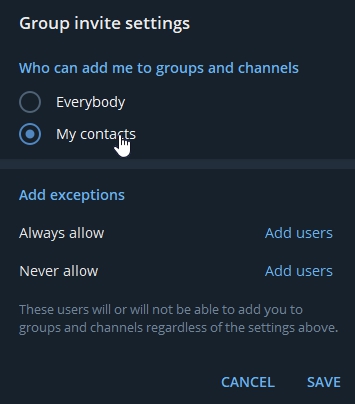 Group invite settings
Who can add me to groups and channels
Everybody
My contacts
Add exceptions
Always allow Add users
Never allow Add users
These users will or will not be able to add you to
groups and channels regardless of the settings above.
CANCEL SAVE